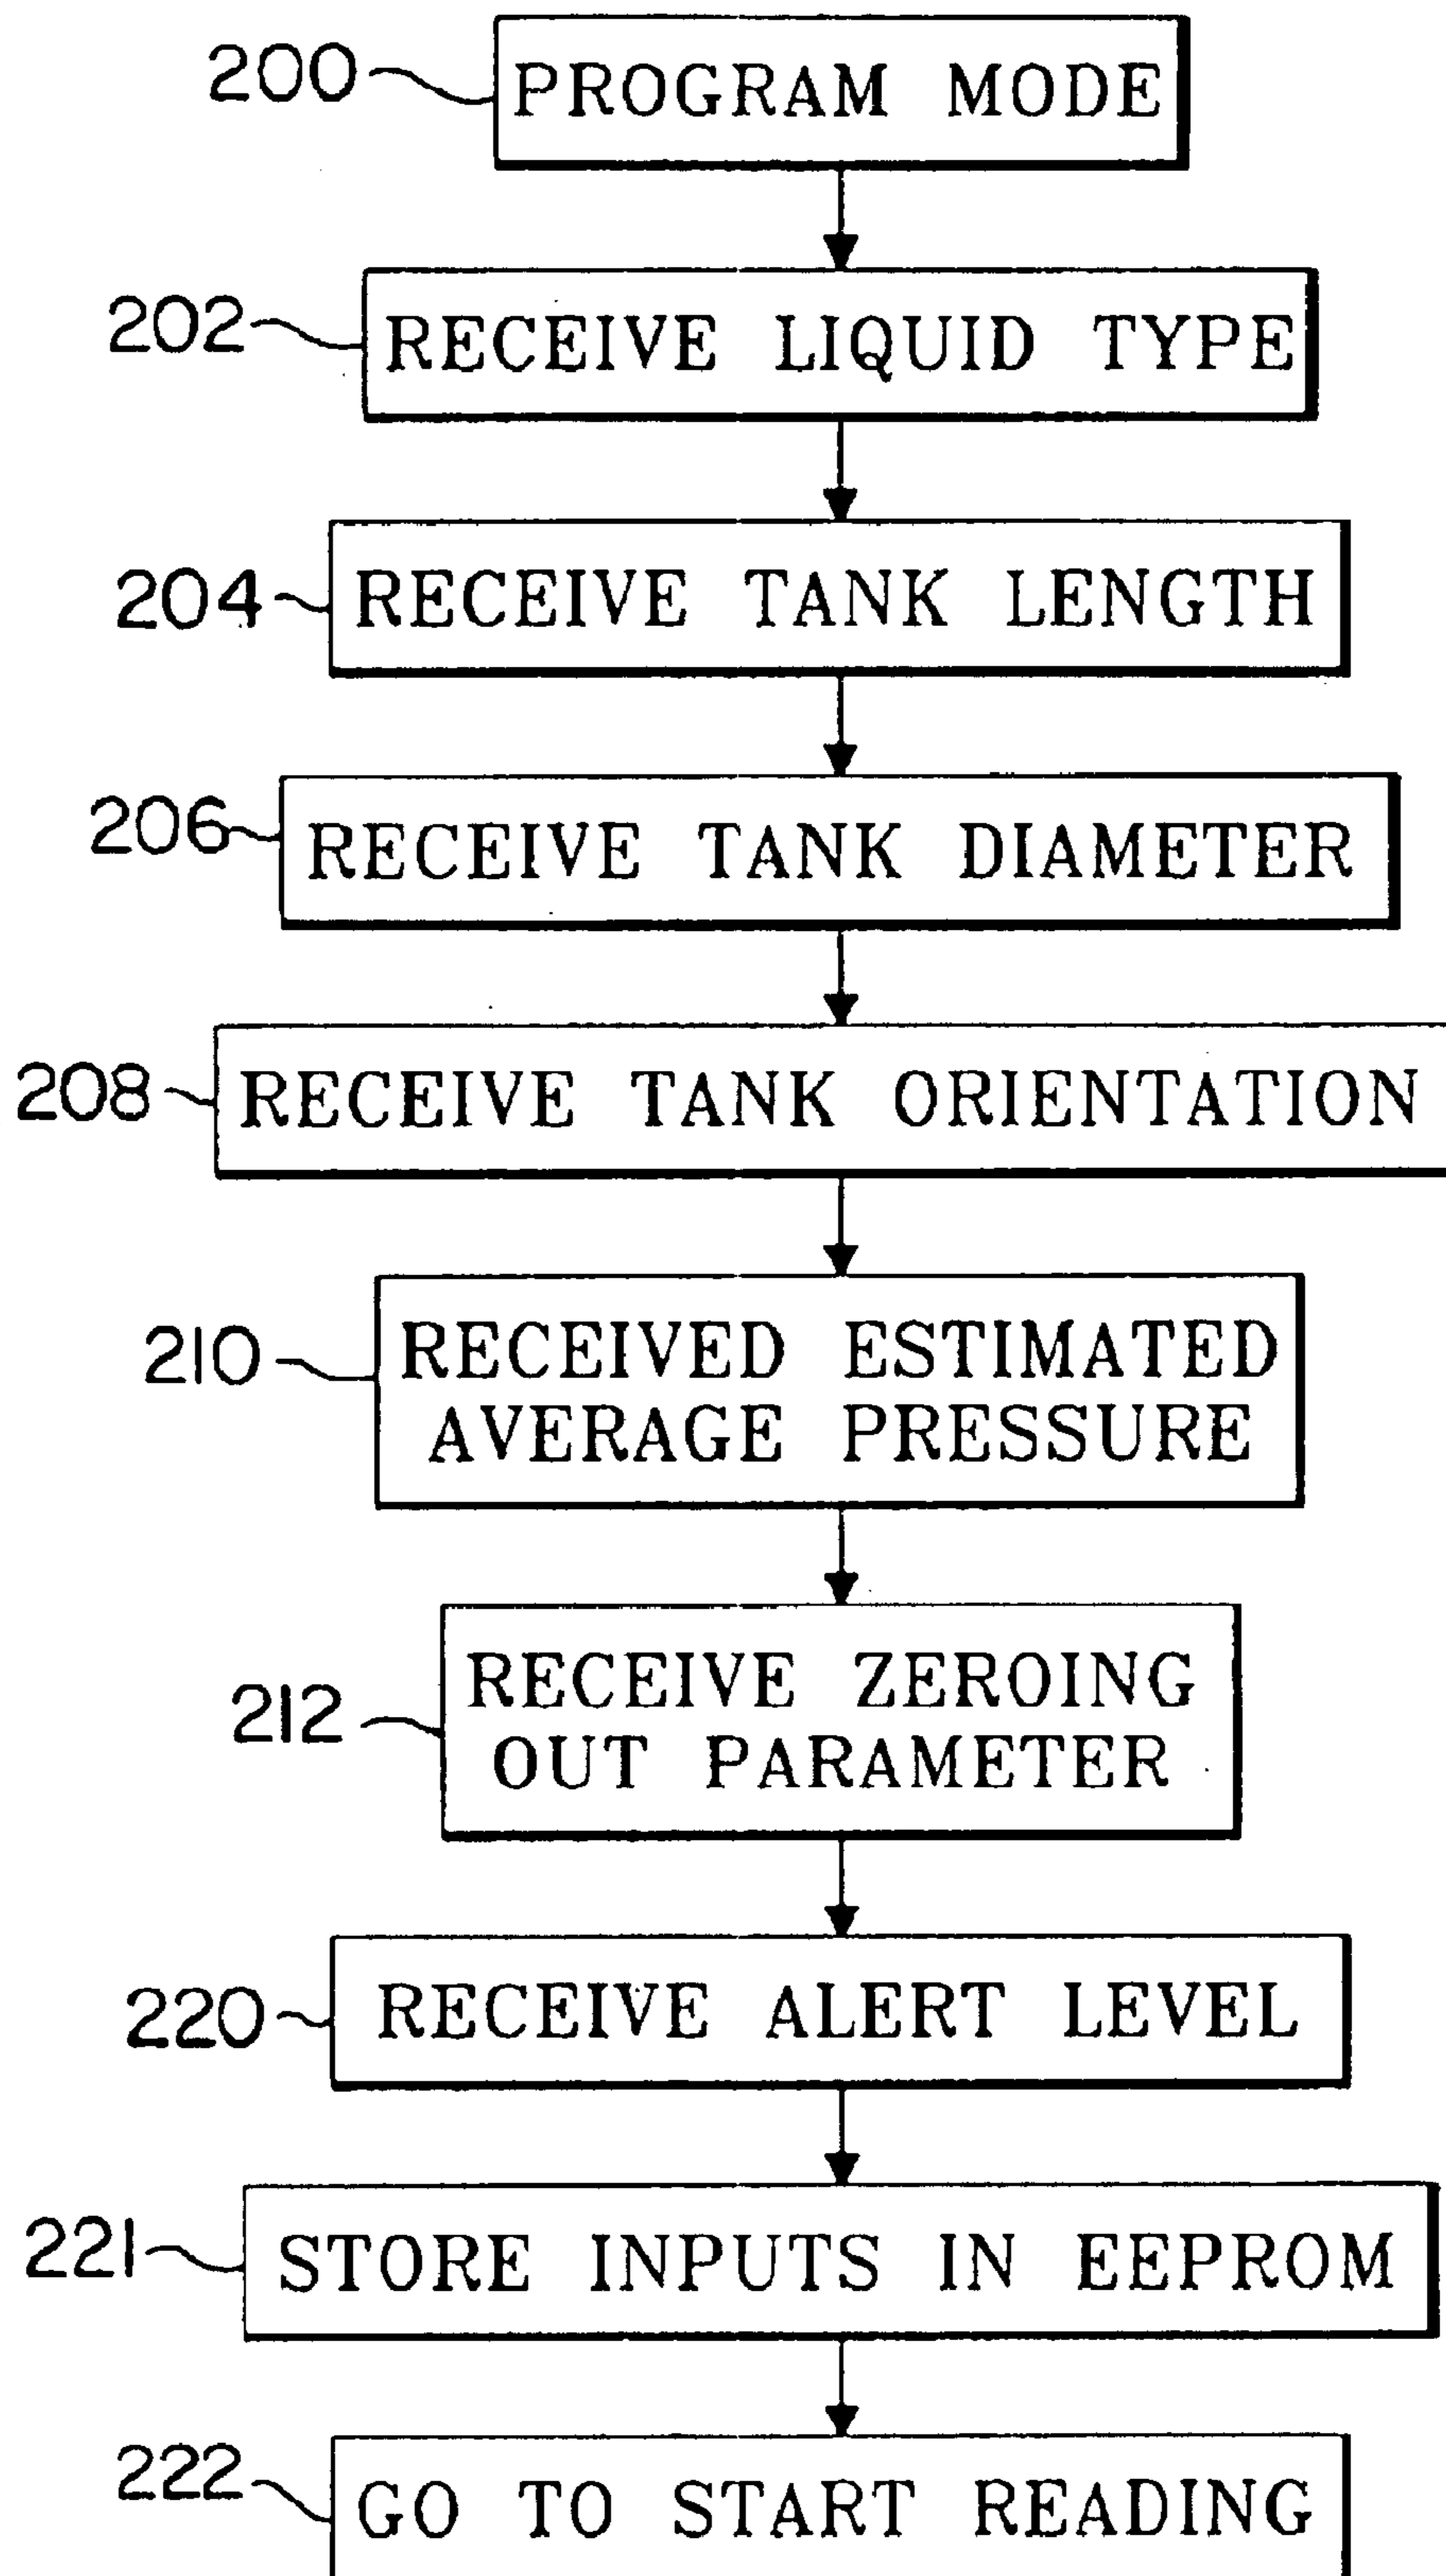 200 PROGRAM MODE
202 RECEIVE LIQUID TYPE
204 RECEIVE TANK LENGTH
206 RECEIVE TANK DIAMETER
208 RECEIVE TANK ORIENTATION
210 RECEIVED ESTIMATED
AVERAGE PRESSURE
212 RECEIVE ZEROING
OUT PARAMETER
220 RECEIVE ALERT LEVEL
221 STORE INPUTS IN EEPROM
222 GO TO START READING